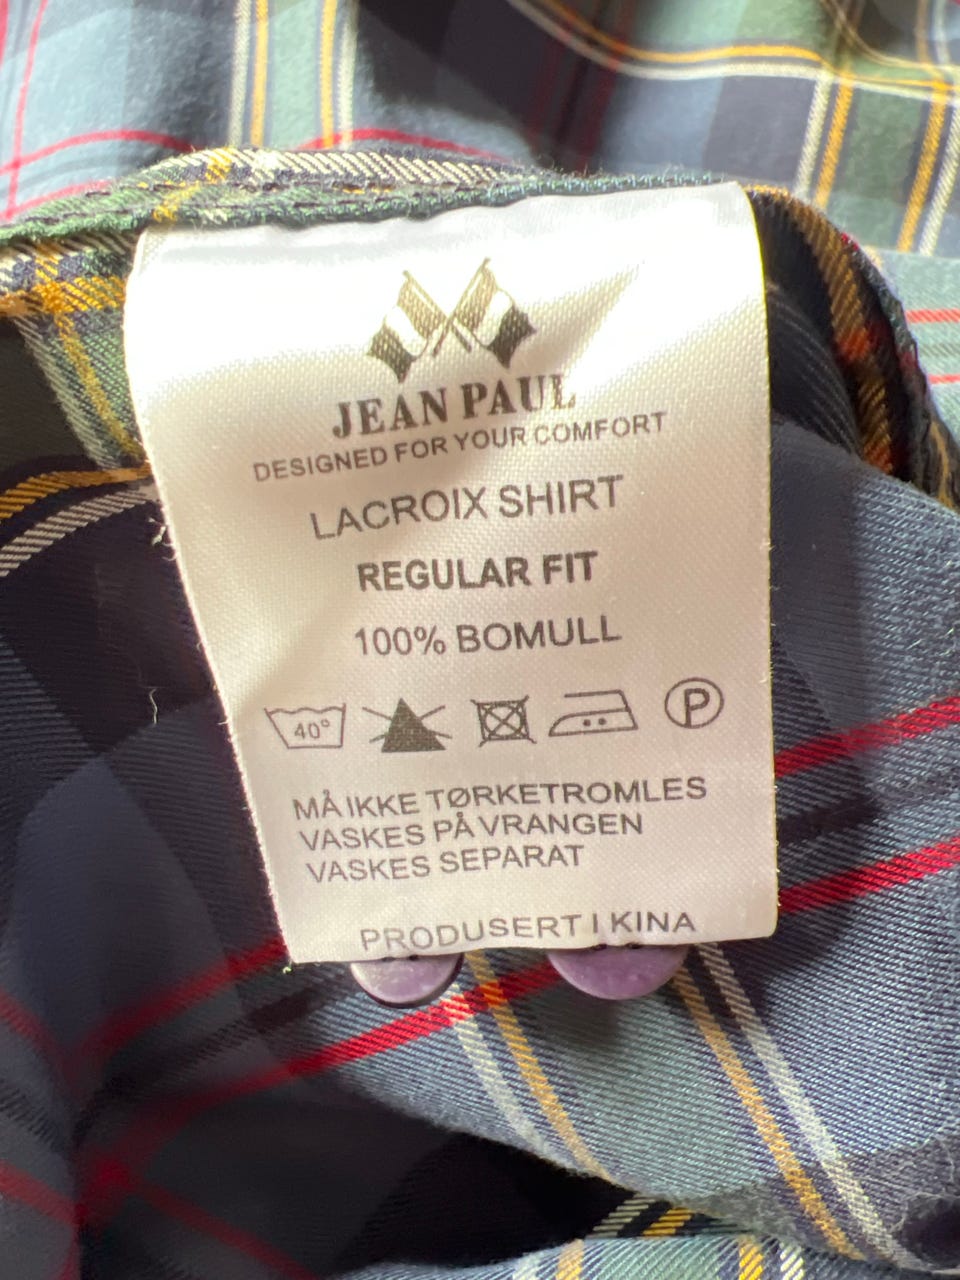 JEAN PAUL
DESIGNED FOR YOUR COMFORT
LACROIX SHIRT
REGULAR FIT
100% BOMULL
40° P
MÅ IKKE TØRKETROMLES
VASKES PÅ VRANGEN
VASKES SEPARAT
PRODUSERT I KINA